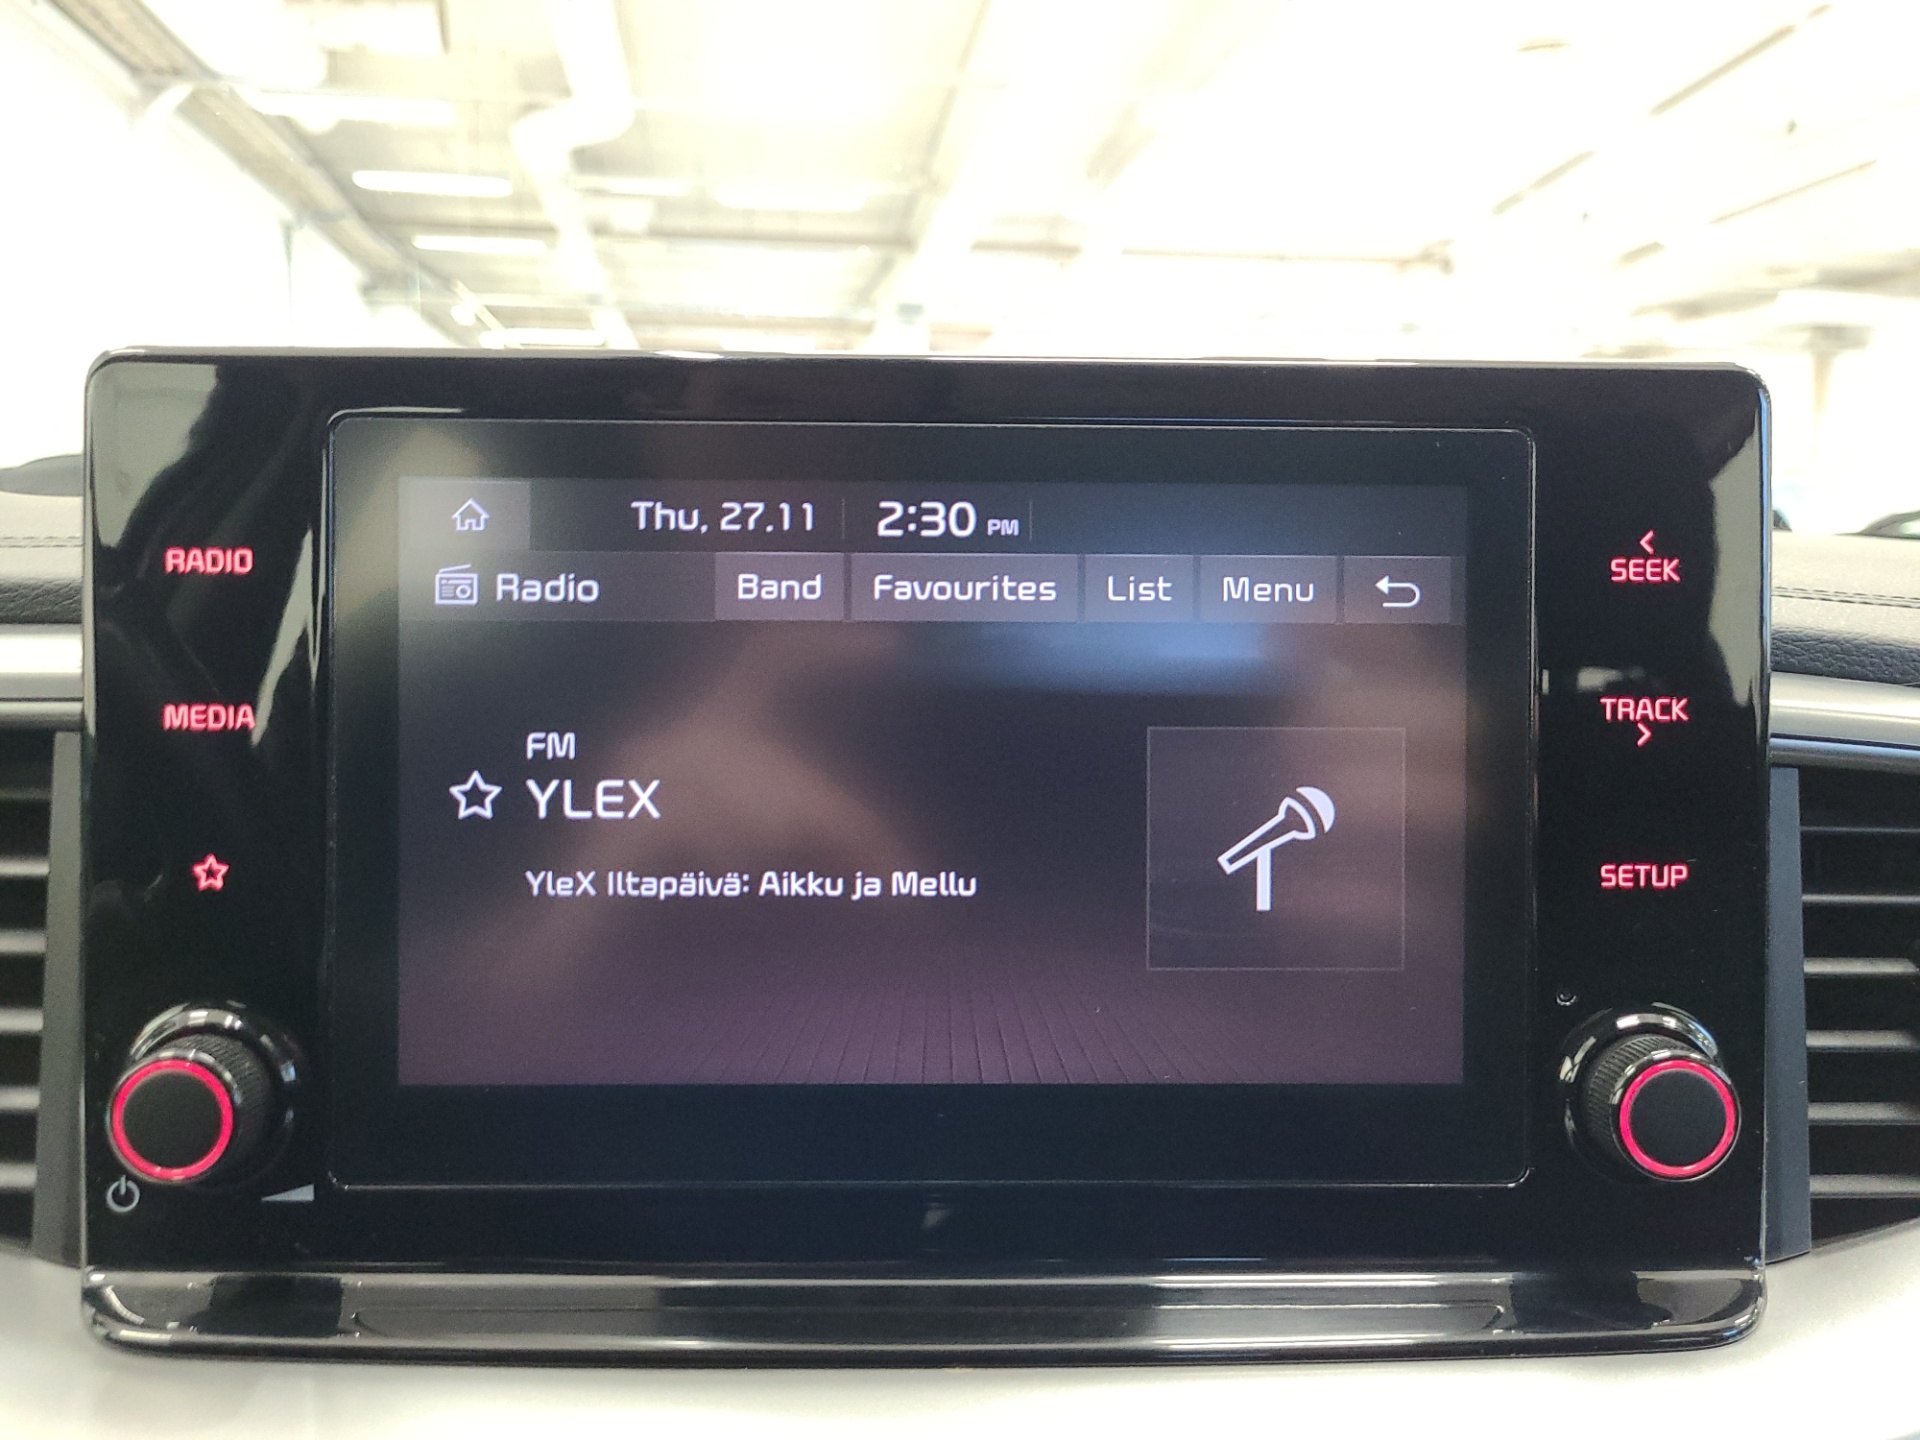 Thu, 27.11 2:30 PM
Radio Band Favourites List Menu
RADIO
MEDIA
FM
YLEX
YleX Iltapäivä: Aikku ja Mellu
< SEEK
TRACK >
SETUP